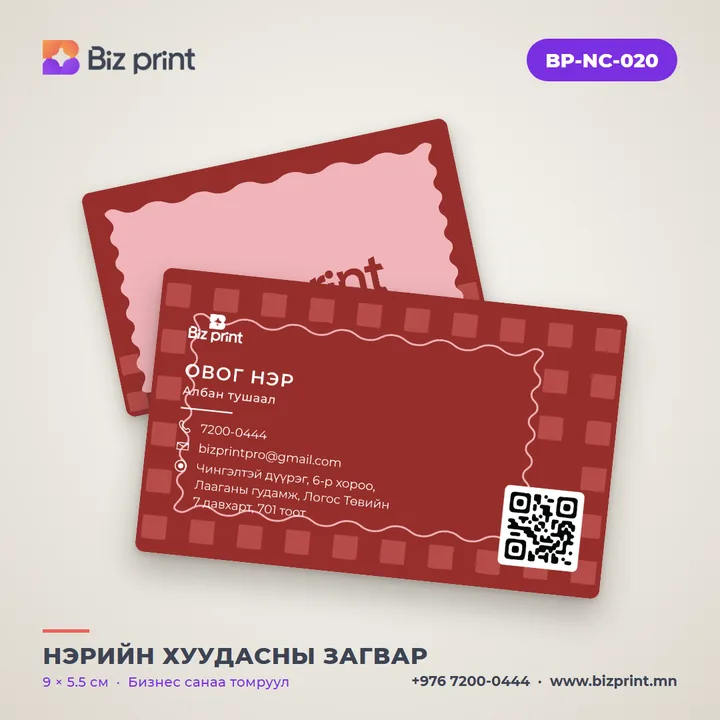 Biz print
BP-NC-020
rint
Biz print
ОВОГ НЭР
Албан тушаал
7200-0444
bizprintpro@gmail.com
Чингэлтэй дүүрэг, 6-р хороо,
Лааганы гудамж, Логос Төвийн
7 давхарт, 701 тоот
НЭРИЙН ХУУДАСНЫ ЗАГВАР
9 × 5.5 см · Бизнес санаа томруул
+976 7200-0444 · www.bizprint.mn